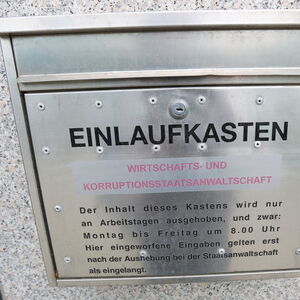 EINLAUFKASTEN
WIRTSCHAFTS- UND
KORRUPTIONSSTAATSANWALTSCHAFT
Der Inhalt dieses Kastens wird nur
an Arbeitstagen ausgehoben, und zwar:
Montag bis Freitag um 8.00 Uhr
Hier eingeworfene Eingaben gelten erst
nach der Aushebung bei der Staatsanwaltschaft
als eingelangt.